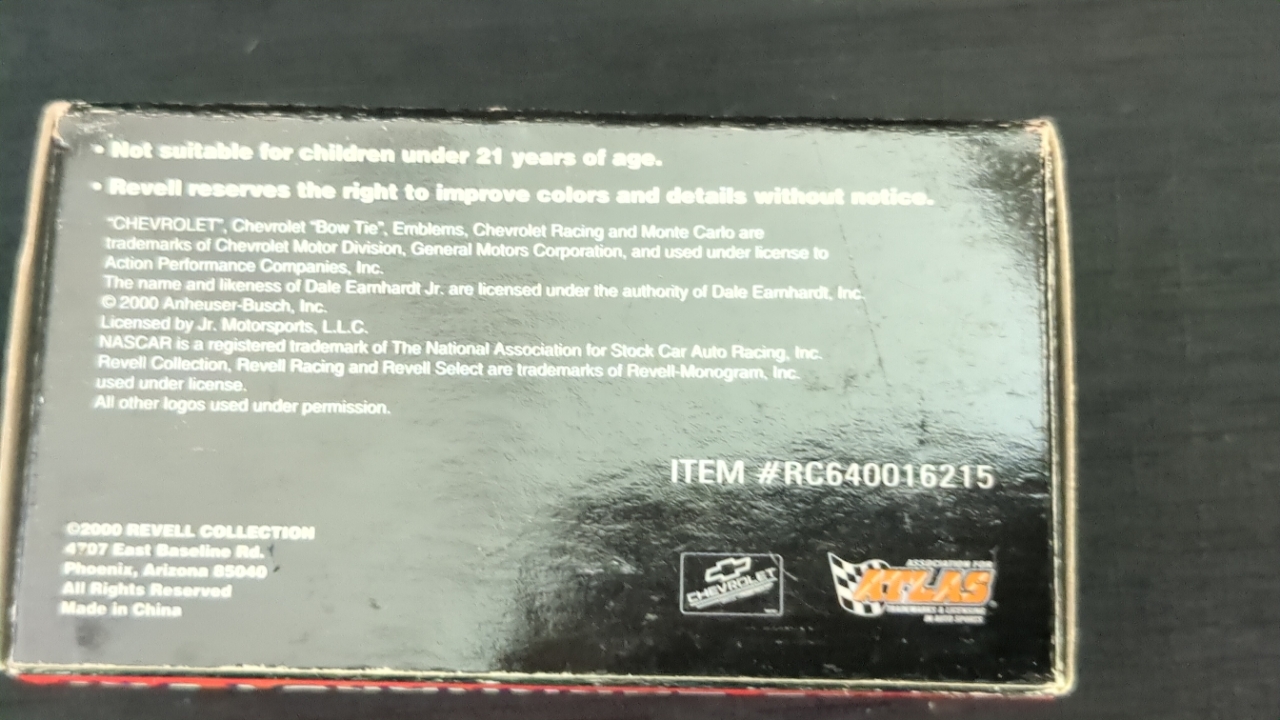 • Not suitable for children under 21 years of age.
• Revell reserves the right to improve colors and details without notice.
"CHEVROLET", Chevrolet "Bow Tie", Emblems, Chevrolet Racing and Monte Carlo are
trademarks of Chevrolet Motor Division, General Motors Corporation, and used under license to
Action Performance Companies, Inc.
The name and likeness of Dale Earnhardt Jr. are licensed under the authority of Dale Earnhardt, Inc.
© 2000 Anheuser-Busch, Inc.
Licensed by Jr. Motorsports, L.L.C.
NASCAR is a registered trademark of The National Association for Stock Car Auto Racing, Inc.
Revell Collection, Revell Racing and Revell Select are trademarks of Revell-Monogram, Inc.
used under license.
All other logos used under permission.
ITEM #RC640016215
©2000 REVELL COLLECTION
4707 East Baseline Rd.
Phoenix, Arizona 85040
All Rights Reserved
Made in China
CHEVROLET
ASSOCIATION FOR
ATLAS
TRADEMARKS & LICENSING
IN AUTO SPORTS